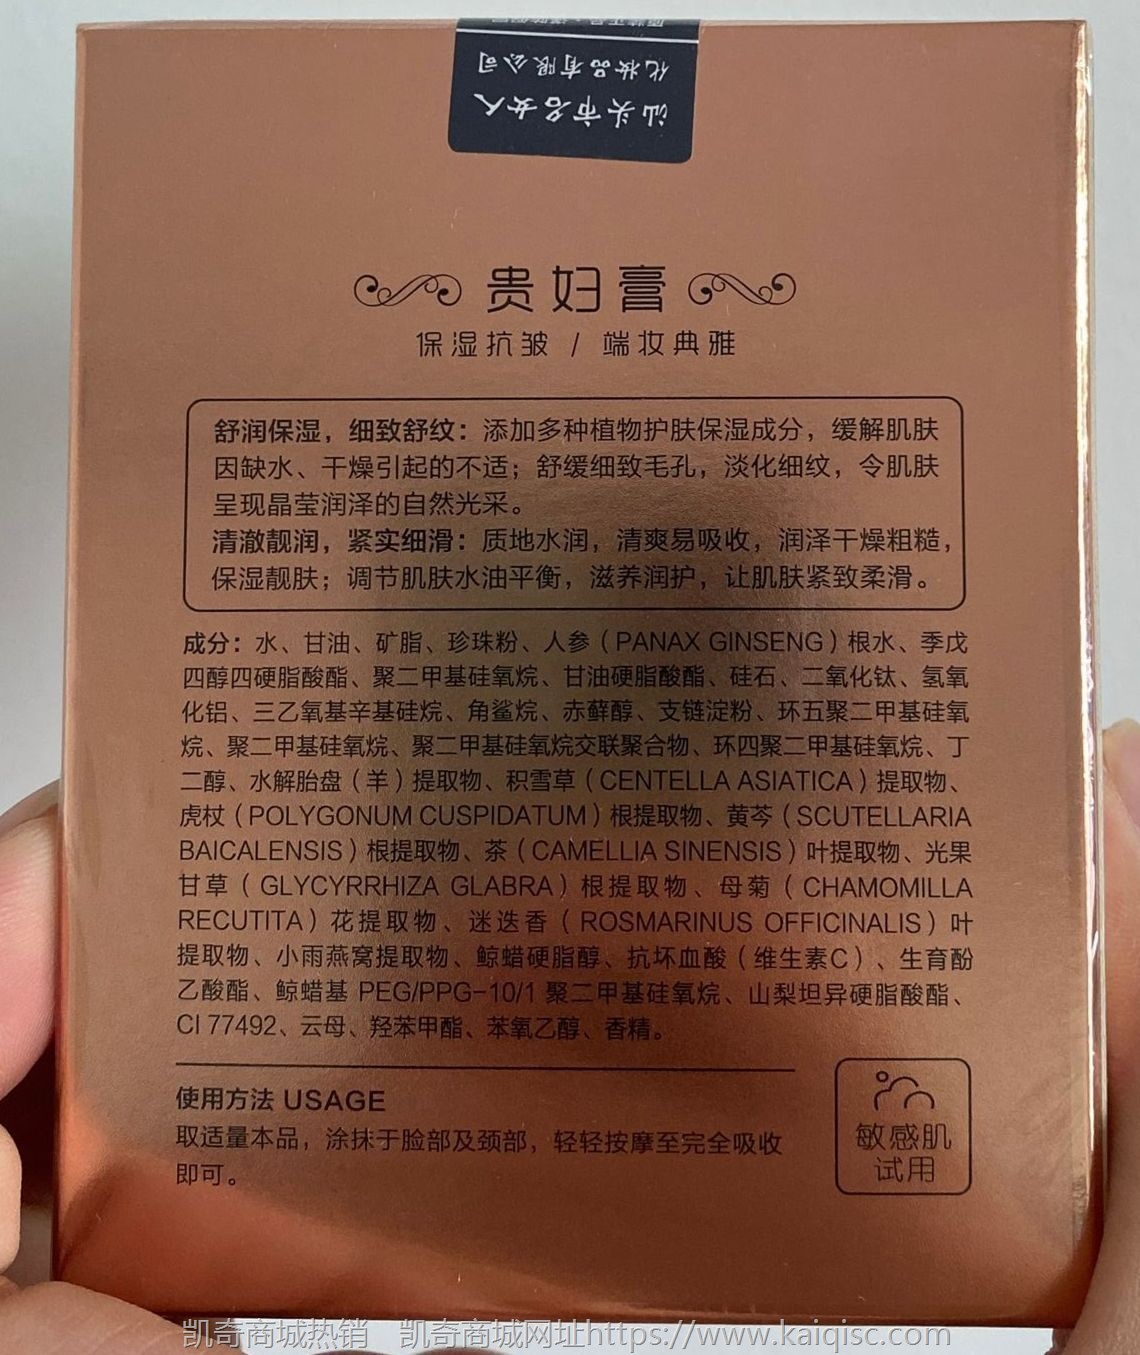 汕头市名女人
化妆品有限公司
贵妇膏
保湿抗皱 / 端妆典雅
舒润保湿，细致舒纹：添加多种植物护肤保湿成分，缓解肌肤
因缺水、干燥引起的不适；舒缓细致毛孔，淡化细纹，令肌肤
呈现晶莹润泽的自然光采。
清澈靓润，紧实细滑：质地水润，清爽易吸收，润泽干燥粗糙，
保湿靓肤；调节肌肤水油平衡，滋养润护，让肌肤紧致柔滑。
成分：水、甘油、矿脂、珍珠粉、人参（PANAX GINSENG）根水、季戊
四醇四硬脂酸酯、聚二甲基硅氧烷、甘油硬脂酸酯、硅石、二氧化钛、氢氧
化铝、三乙氧基辛基硅烷、角鲨烷、赤藓醇、支链淀粉、环五聚二甲基硅氧
烷、聚二甲基硅氧烷、聚二甲基硅氧烷交联聚合物、环四聚二甲基硅氧烷、丁
二醇、水解胎盘（羊）提取物、积雪草（CENTELLA ASIATICA）提取物、
虎杖（POLYGONUM CUSPIDATUM）根提取物、黄芩（SCUTELLARIA
BAICALENSIS）根提取物、茶（CAMELLIA SINENSIS）叶提取物、光果
甘草（GLYCYRRHIZA GLABRA）根提取物、母菊（CHAMOMILLA
RECUTITA）花提取物、迷迭香（ROSMARINUS OFFICINALIS）叶
提取物、小雨燕窝提取物、鲸蜡硬脂醇、抗坏血酸（维生素C）、生育酚
乙酸酯、鲸蜡基 PEG/PPG-10/1 聚二甲基硅氧烷、山梨坦异硬脂酸酯、
CI 77492、云母、羟苯甲酯、苯氧乙醇、香精。
使用方法 USAGE
取适量本品，涂抹于脸部及颈部，轻轻按摩至完全吸收
即可。
敏感肌
试用
凯奇商城热销 凯奇商城网址https://www.kaiqisc.com